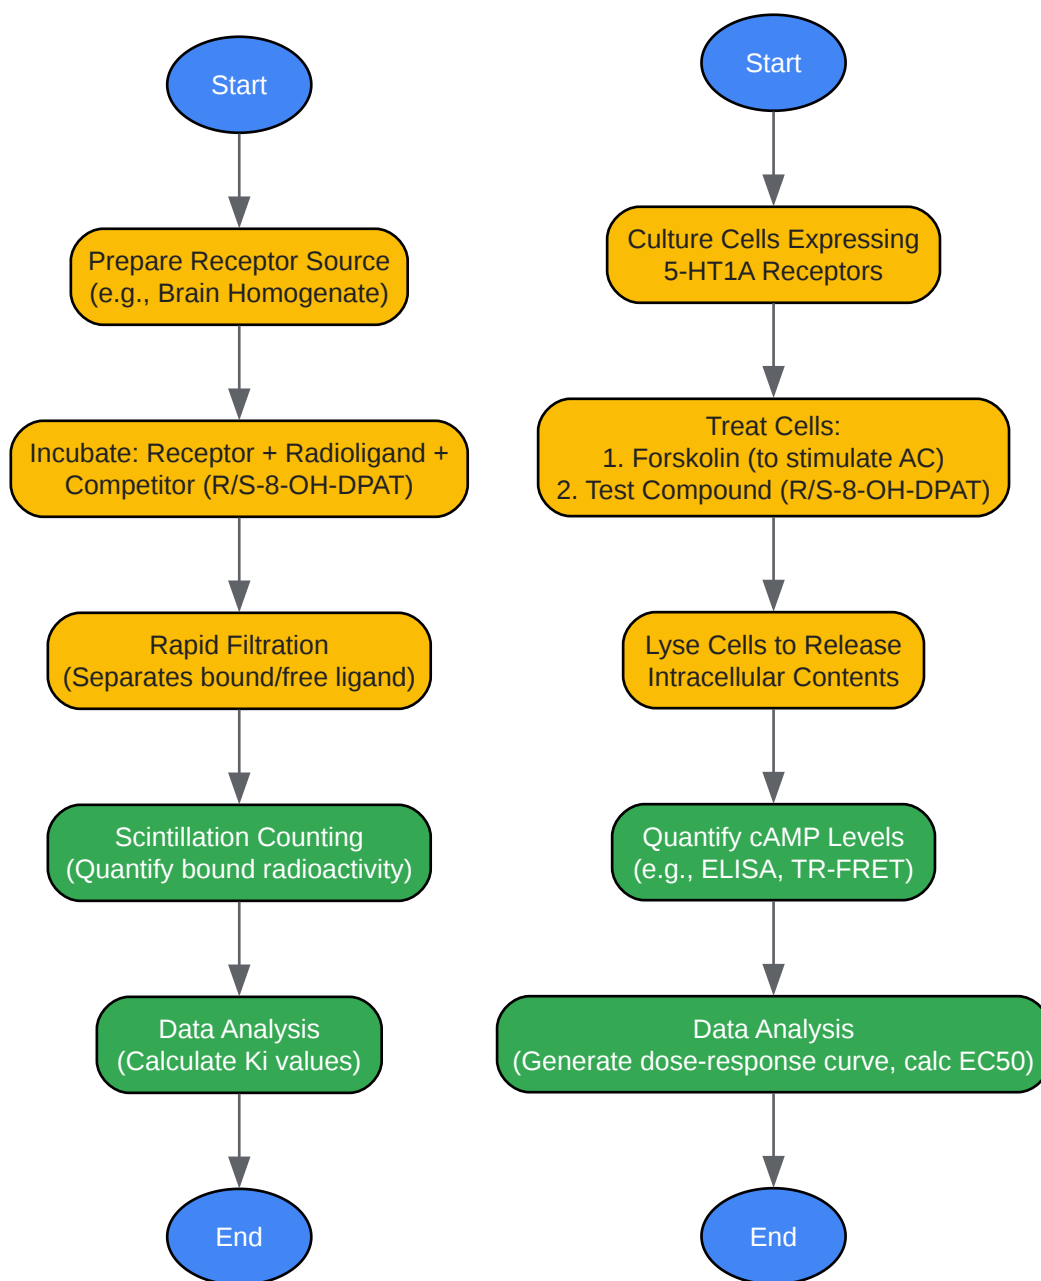 Start
Prepare Receptor Source
(e.g., Brain Homogenate)
Incubate: Receptor + Radioligand +
Competitor (R/S-8-OH-DPAT)
Rapid Filtration
(Separates bound/free ligand)
Scintillation Counting
(Quantify bound radioactivity)
Data Analysis
(Calculate Ki values)
End
Start
Culture Cells Expressing
5-HT1A Receptors
Treat Cells:
1. Forskolin (to stimulate AC)
2. Test Compound (R/S-8-OH-DPAT)
Lyse Cells to Release
Intracellular Contents
Quantify cAMP Levels
(e.g., ELISA, TR-FRET)
Data Analysis
(Generate dose-response curve, calc EC50)
End